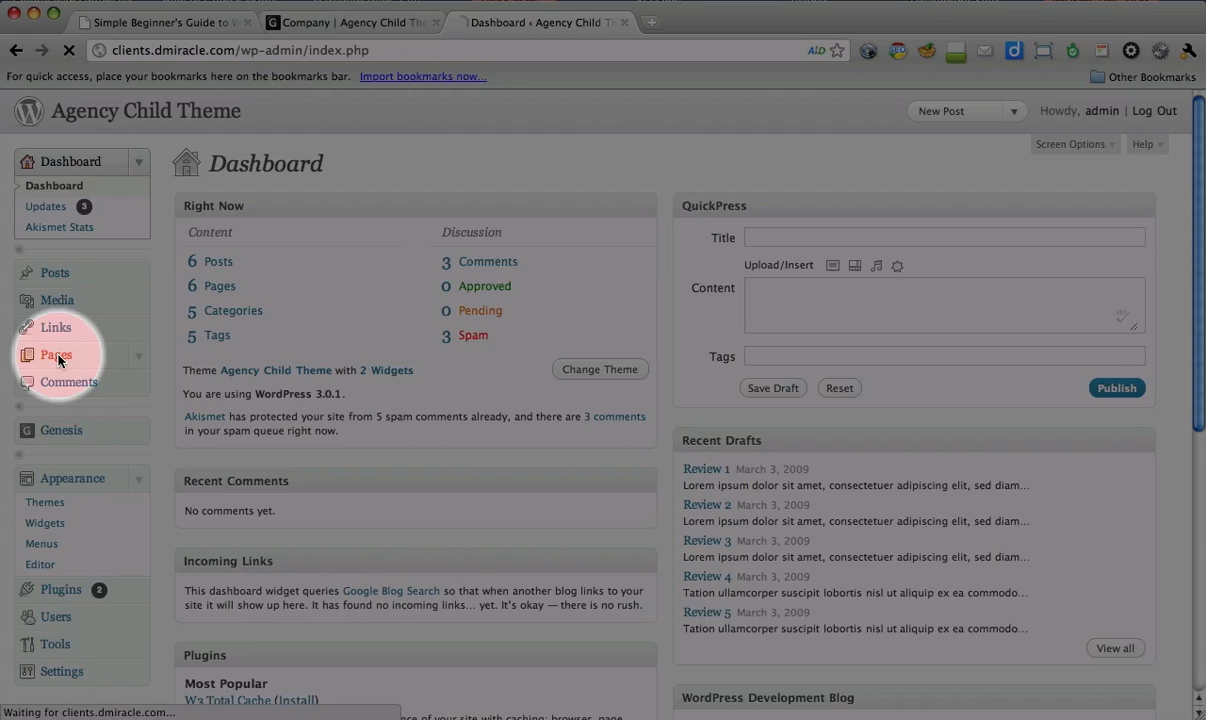 Simple Beginner's Guide to W
Company | Agency Child The
Dashboard ‹ Agency Child T
clients.dmiracle.com/wp-admin/index.php
For quick access, place your bookmarks here on the bookmarks bar. Import bookmarks now...
Other Bookmarks
Agency Child Theme
New Post
Howdy, admin | Log Out
Screen Options
Help
Dashboard
Dashboard
Updates 3
Akismet Stats
Posts
Media
Links
Pages
Comments
Genesis
Appearance
Themes
Widgets
Menus
Editor
Plugins 2
Users
Tools
Settings
Dashboard
Right Now
Content
Discussion
6 Posts
3 Comments
6 Pages
0 Approved
5 Categories
0 Pending
5 Tags
3 Spam
Theme Agency Child Theme with 2 Widgets
Change Theme
You are using WordPress 3.0.1.
Akismet has protected your site from 5 spam comments already, and there are 3 comments
in your spam queue right now.
Recent Comments
No comments yet.
Incoming Links
This dashboard widget queries Google Blog Search so that when another blog links to your
site it will show up here. It has found no incoming links... yet. It's okay — there is no rush.
Plugins
Most Popular
W3 Total Cache (Install)
ce of your site with caching: browser, page,
QuickPress
Title
Upload/Insert
Content
Tags
Save Draft
Reset
Publish
Recent Drafts
Review 1 March 3, 2009
Lorem ipsum dolor sit amet, consectetuer adipiscing elit, sed diam...
Review 2 March 3, 2009
Lorem ipsum dolor sit amet, consectetuer adipiscing elit, sed diam...
Review 3 March 3, 2009
Lorem ipsum dolor sit amet, consectetuer adipiscing elit, sed diam...
Review 4 March 3, 2009
Tation ullamcorper suscipit lobortis nisl ut aliquip ex ea commodo...
Review 5 March 3, 2009
Tation ullamcorper suscipit lobortis nisl ut aliquip ex ea commodo...
View all
WordPress Development Blog
Waiting for clients.dmiracle.com...